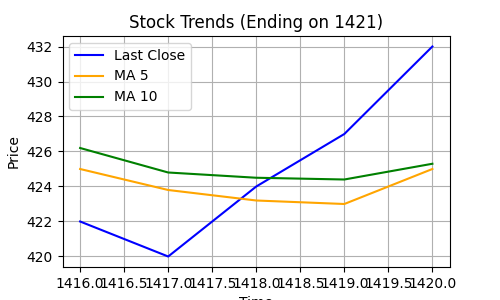 Stock Trends (Ending on 1421)
Last Close
MA 5
MA 10
Price
432
430
428
426
424
422
420
1416.0 1416.5 1417.0 1417.5 1418.0 1418.5 1419.0 1419.5 1420.0
Time